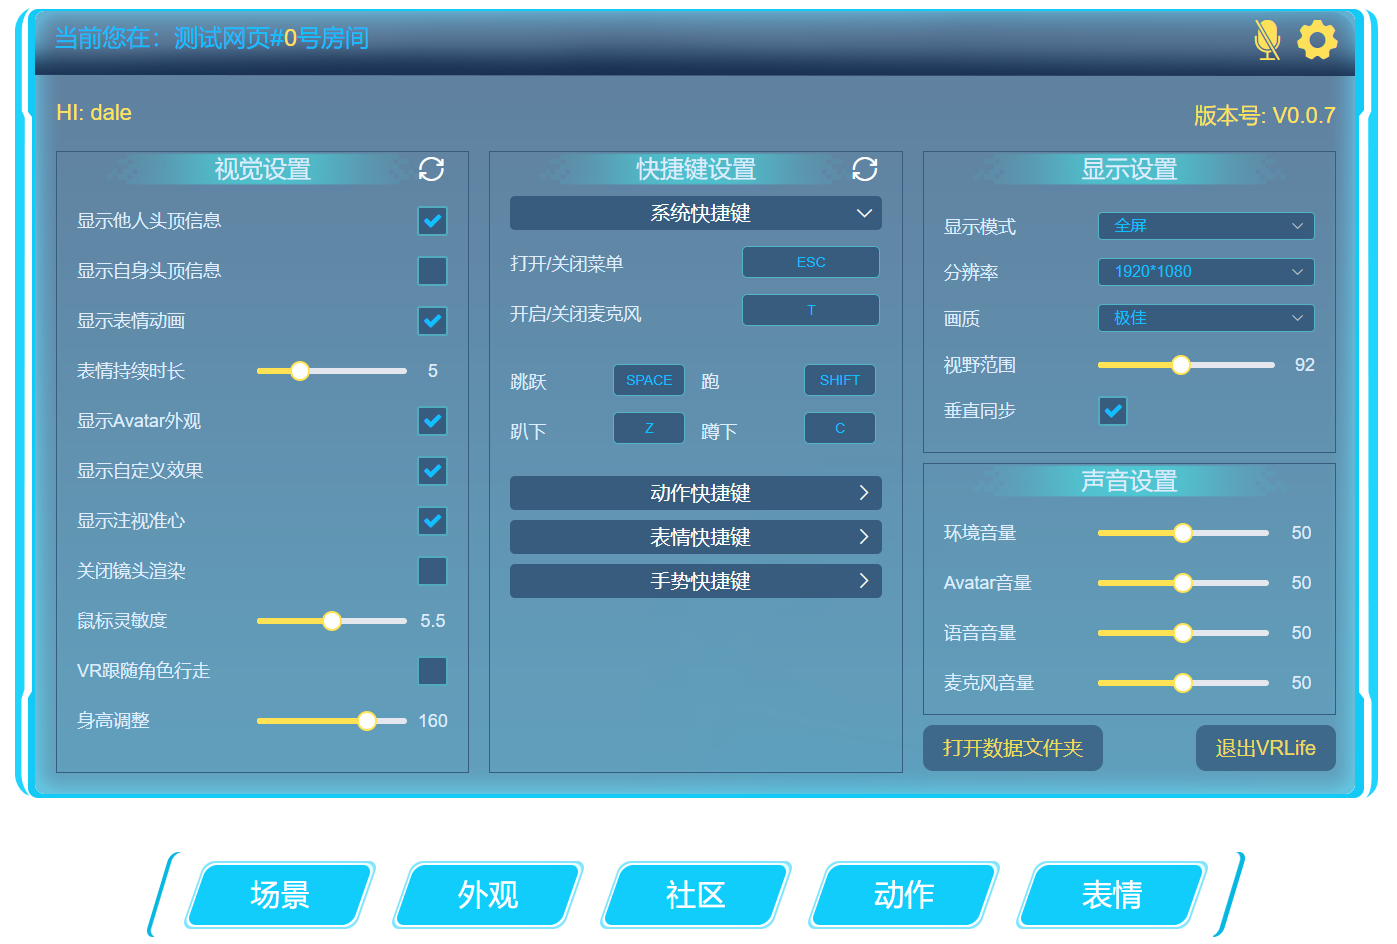 当前您在：测试网页#0号房间
HI: dale
版本号: V0.0.7
视觉设置
显示他人头顶信息
显示自身头顶信息
显示表情动画
表情持续时长 5
显示Avatar外观
显示自定义效果
显示注视准心
关闭镜头渲染
鼠标灵敏度 5.5
VR跟随角色行走
身高调整 160
快捷键设置
系统快捷键
打开/关闭菜单 ESC
开启/关闭麦克风 T
跳跃 SPACE 跑 SHIFT
趴下 Z 蹲下 C
动作快捷键
表情快捷键
手势快捷键
显示设置
显示模式 全屏
分辨率 1920*1080
画质 极佳
视野范围 92
垂直同步
声音设置
环境音量 50
Avatar音量 50
语音音量 50
麦克风音量 50
打开数据文件夹 退出VRLife
场景 外观 社区 动作 表情